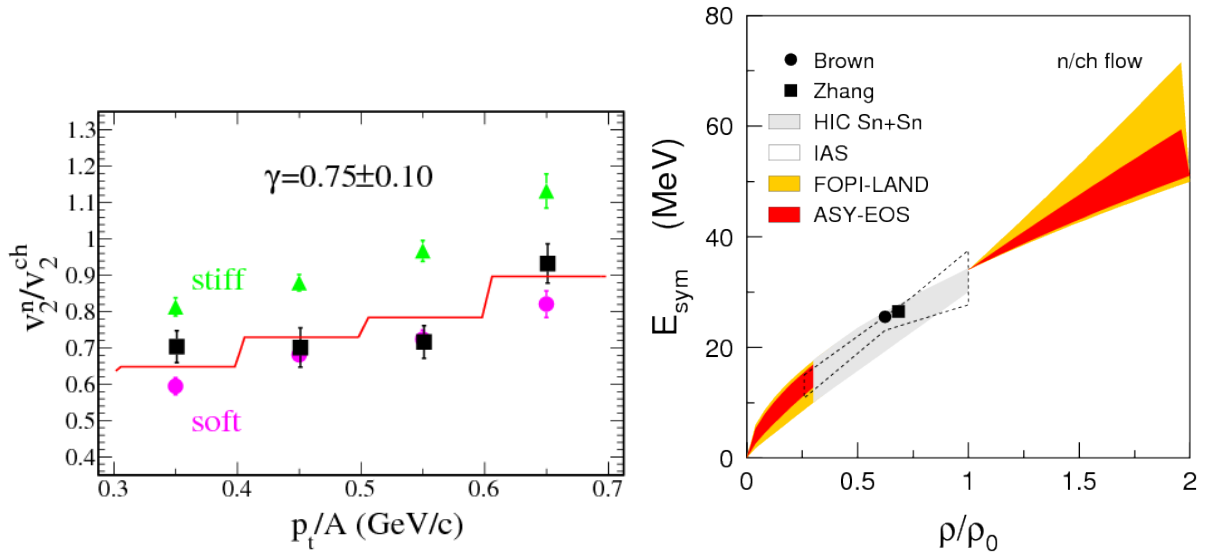 1.3
1.2
1.1
1
0.9
0.8
0.7
0.6
0.5
0.4
v₂ⁿ/v₂ᶜʰ
γ=0.75±0.10
stiff
soft
0.3 0.4 0.5 0.6 0.7
pₜ/A (GeV/c)
80
60
40
20
0
E_sym (MeV)
Brown
Zhang
HIC Sn+Sn
IAS
FOPI-LAND
ASY-EOS
n/ch flow
0 0.5 1 1.5 2
ρ/ρ₀